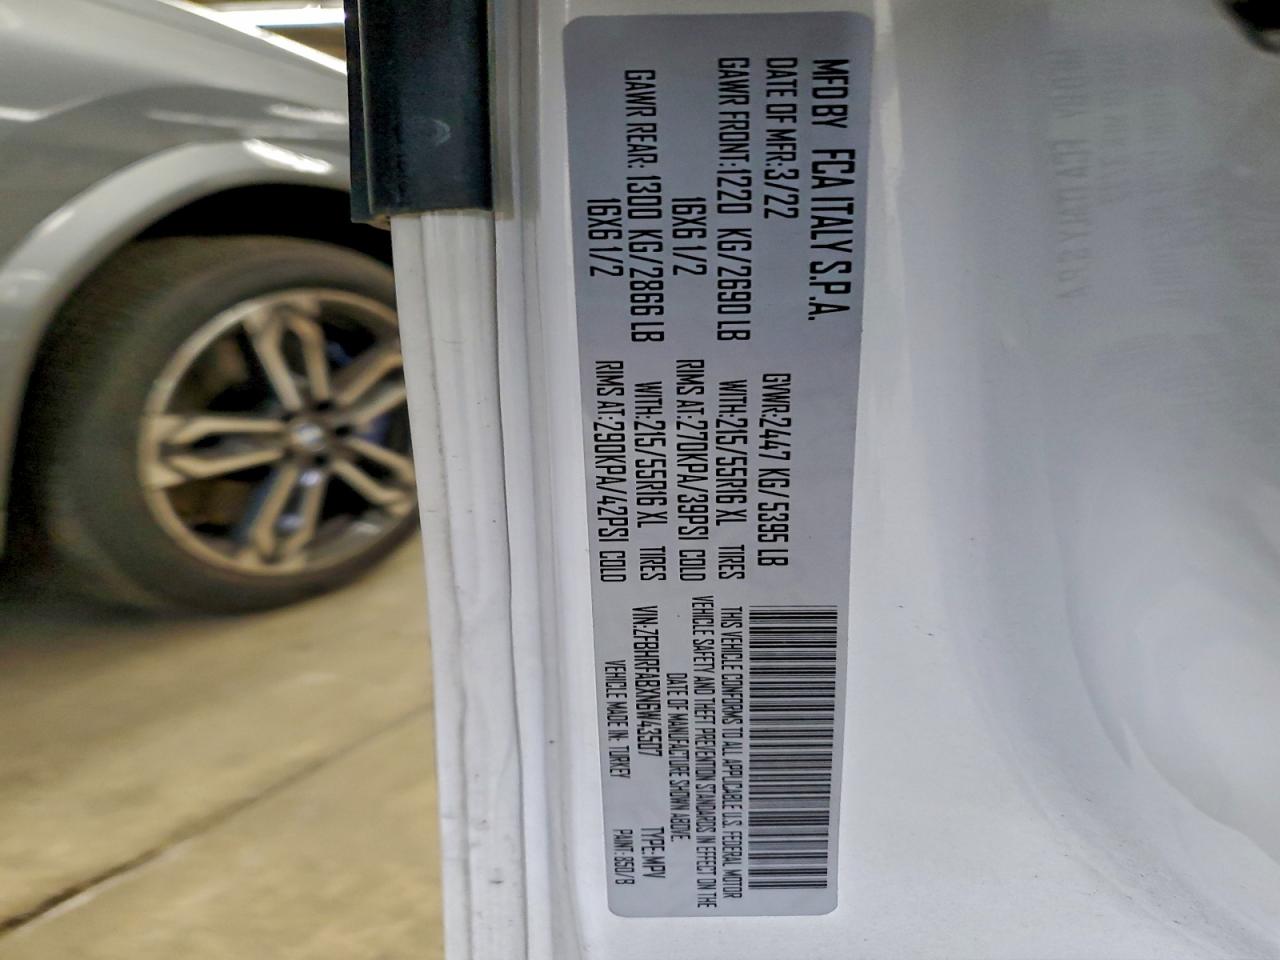 MFD BY FCA ITALY S.P.A.
DATE OF MFR:3/22 GVWR:2447 KG/ 5395 LB
GAWR FRONT:1220 KG/2690 LB WITH:215/55R16 XL TIRES
16X6 1/2 RIMS AT:270KPA/39PSI COLD
GAWR REAR: 1300 KG/2866 LB WITH:215/55R16 XL TIRES
16X6 1/2 RIMS AT:290KPA/42PSI COLD
THIS VEHICLE CONFORMS TO ALL APPLICABLE U.S. FEDERAL MOTOR
VEHICLE SAFETY AND THEFT PREVENTION STANDARDS IN EFFECT ON THE
DATE OF MANUFACTURE SHOWN ABOVE.
VIN:ZFBHRFABXN6W43507 TYPE:MPV
VEHICLE MADE IN: TURKEY PAINT: 850/B